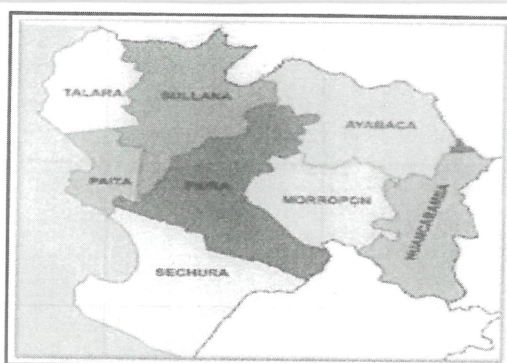 TALARA
SULLANA
AYABACA
PAITA
PIURA
MORROPON
HUANCABAMBA
SECHURA